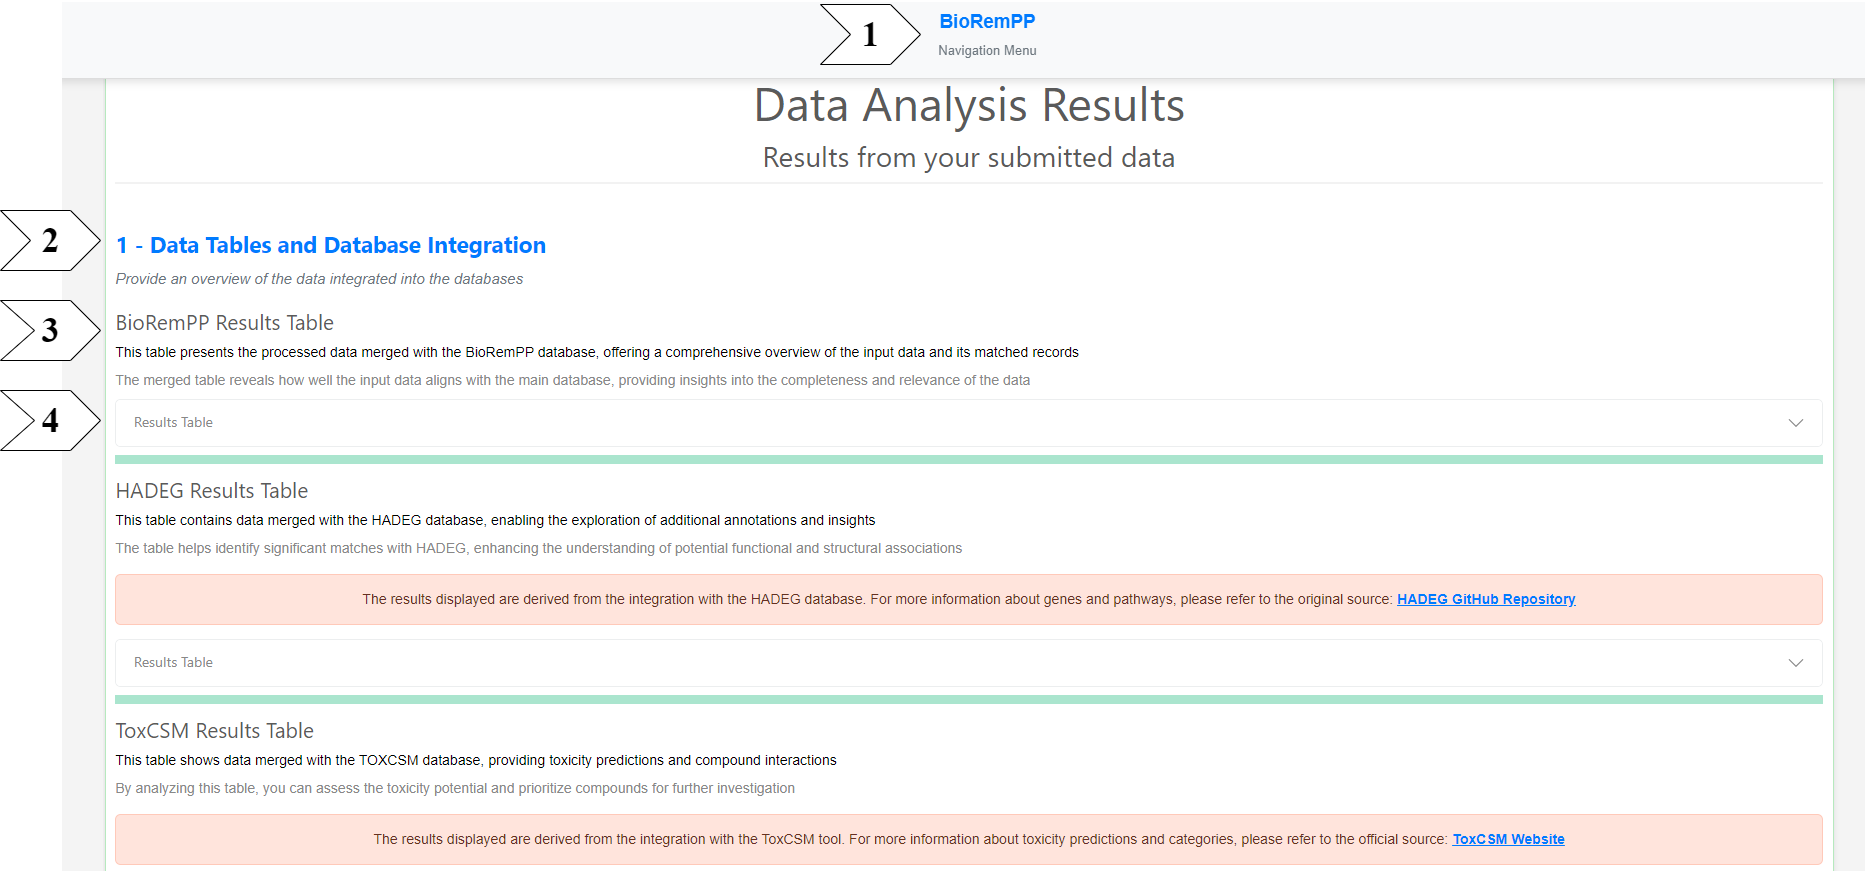 1
BioRemPP
Navigation Menu
Data Analysis Results
Results from your submitted data
2
1 - Data Tables and Database Integration
Provide an overview of the data integrated into the databases
3
BioRemPP Results Table
This table presents the processed data merged with the BioRemPP database, offering a comprehensive overview of the input data and its matched records
The merged table reveals how well the input data aligns with the main database, providing insights into the completeness and relevance of the data
4
Results Table
HADEG Results Table
This table contains data merged with the HADEG database, enabling the exploration of additional annotations and insights
The table helps identify significant matches with HADEG, enhancing the understanding of potential functional and structural associations
The results displayed are derived from the integration with the HADEG database. For more information about genes and pathways, please refer to the original source: HADEG GitHub Repository
Results Table
ToxCSM Results Table
This table shows data merged with the TOXCSM database, providing toxicity predictions and compound interactions
By analyzing this table, you can assess the toxicity potential and prioritize compounds for further investigation
The results displayed are derived from the integration with the ToxCSM tool. For more information about toxicity predictions and categories, please refer to the official source: ToxCSM Website